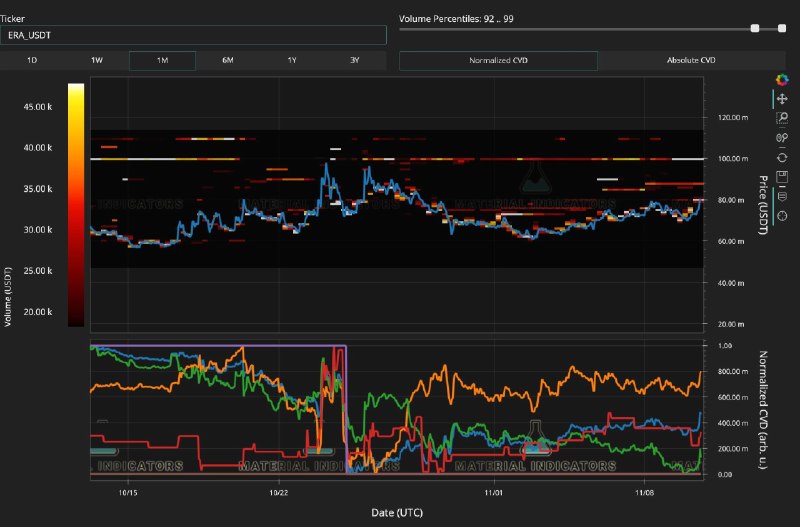 Ticker
Volume Percentiles: 92 .. 99
ERA_USDT
1D 1W 1M 6M 1Y 3Y Normalized CVD Absolute CVD
Volume (USDT)
45.00 k
40.00 k
35.00 k
30.00 k
25.00 k
20.00 k
MATERIAL INDICATORS
INDICATORS
MATERIAL INDICATORS
Price (USDT)
120.00 m
100.00 m
80.00 m
60.00 m
40.00 m
20.00 m
Normalized CVD (arb. u.)
1.00
800.00 m
600.00 m
400.00 m
200.00 m
0.00
INDICATORS
MATERIAL INDICATORS
MATERIAL INDICATORS
10/15 10/22 11/01 11/08
Date (UTC)